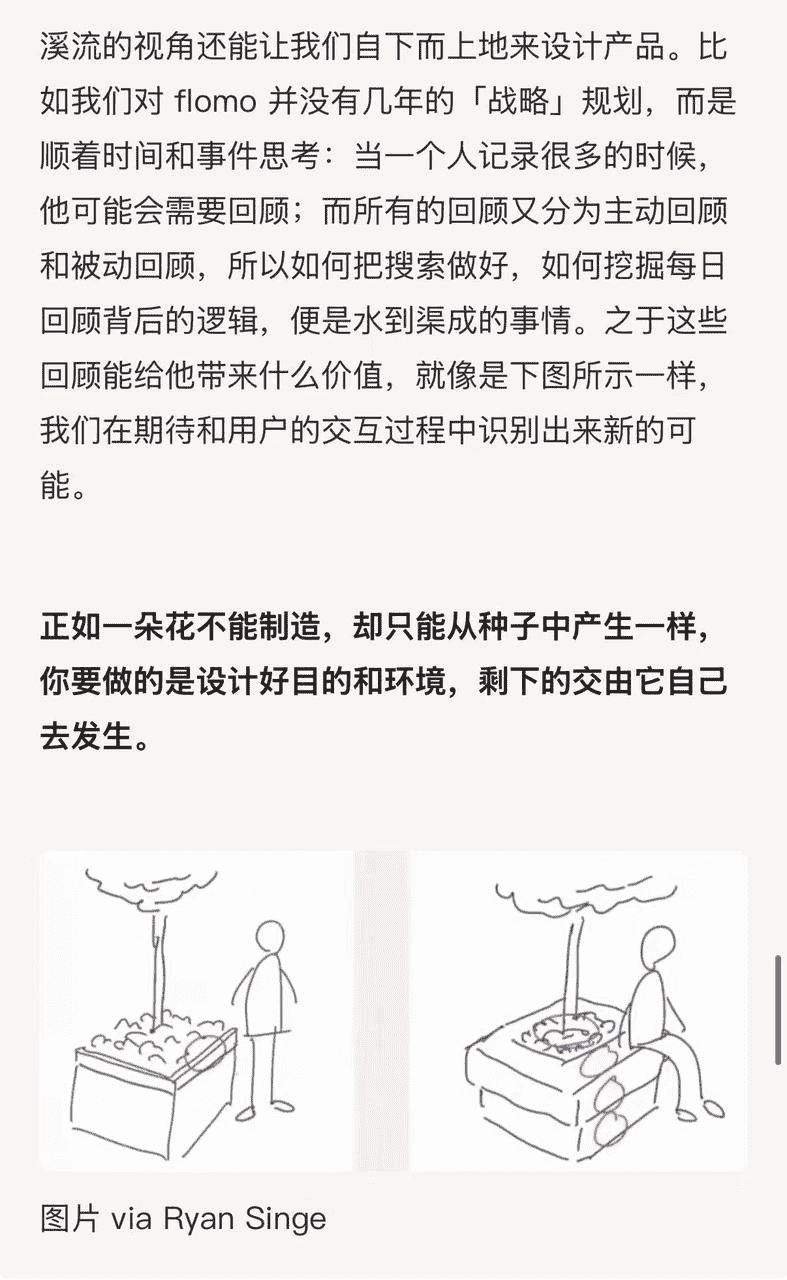 溪流的视角还能让我们自下而上地来设计产品。比
如我们对 flomo 并没有几年的「战略」规划，而是
顺着时间和事件思考：当一个人记录很多的时候，
他可能会需要回顾；而所有的回顾又分为主动回顾
和被动回顾，所以如何把搜索做好，如何挖掘每日
回顾背后的逻辑，便是水到渠成的事情。之于这些
回顾能给他带来什么价值，就像是下图所示一样，
我们在期待和用户的交互过程中识别出来新的可
能。
正如一朵花不能制造，却只能从种子中产生一样，
你要做的是设计好目的和环境，剩下的交由它自己
去发生。
图片 via Ryan Singe